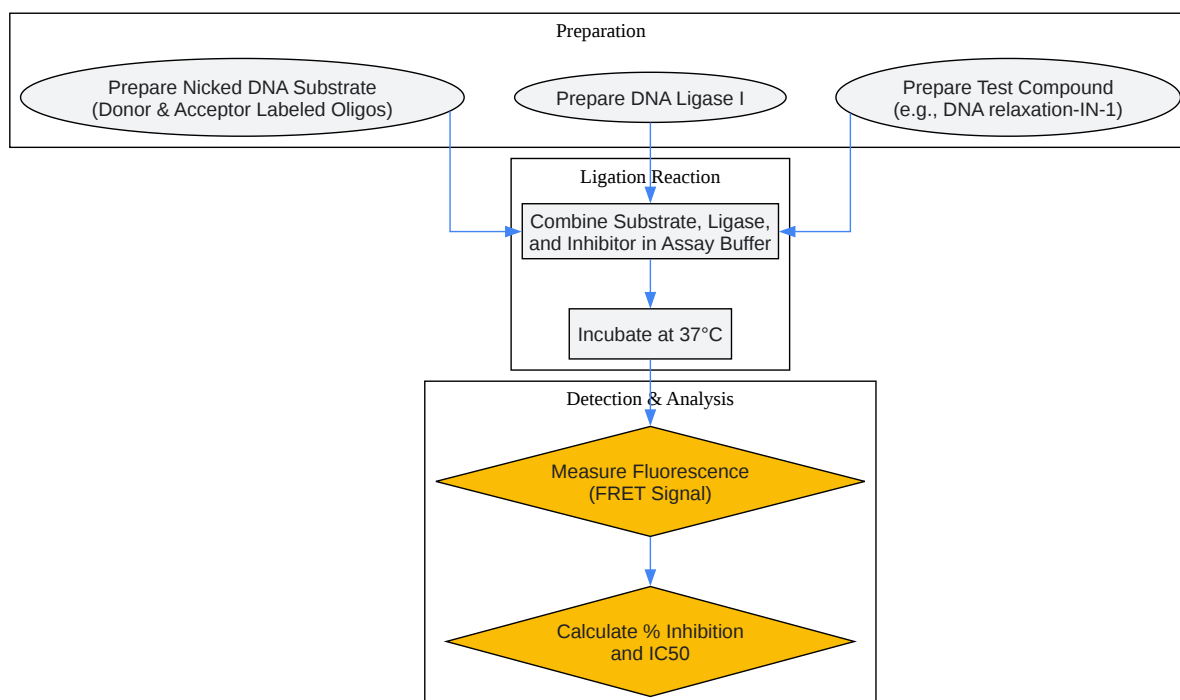 Preparation
Prepare Nicked DNA Substrate
(Donor & Acceptor Labeled Oligos)
Prepare DNA Ligase I
Prepare Test Compound
(e.g., DNA relaxation-IN-1)
Ligation Reaction
Combine Substrate, Ligase,
and Inhibitor in Assay Buffer
Incubate at 37°C
Detection & Analysis
Measure Fluorescence
(FRET Signal)
Calculate % Inhibition
and IC50